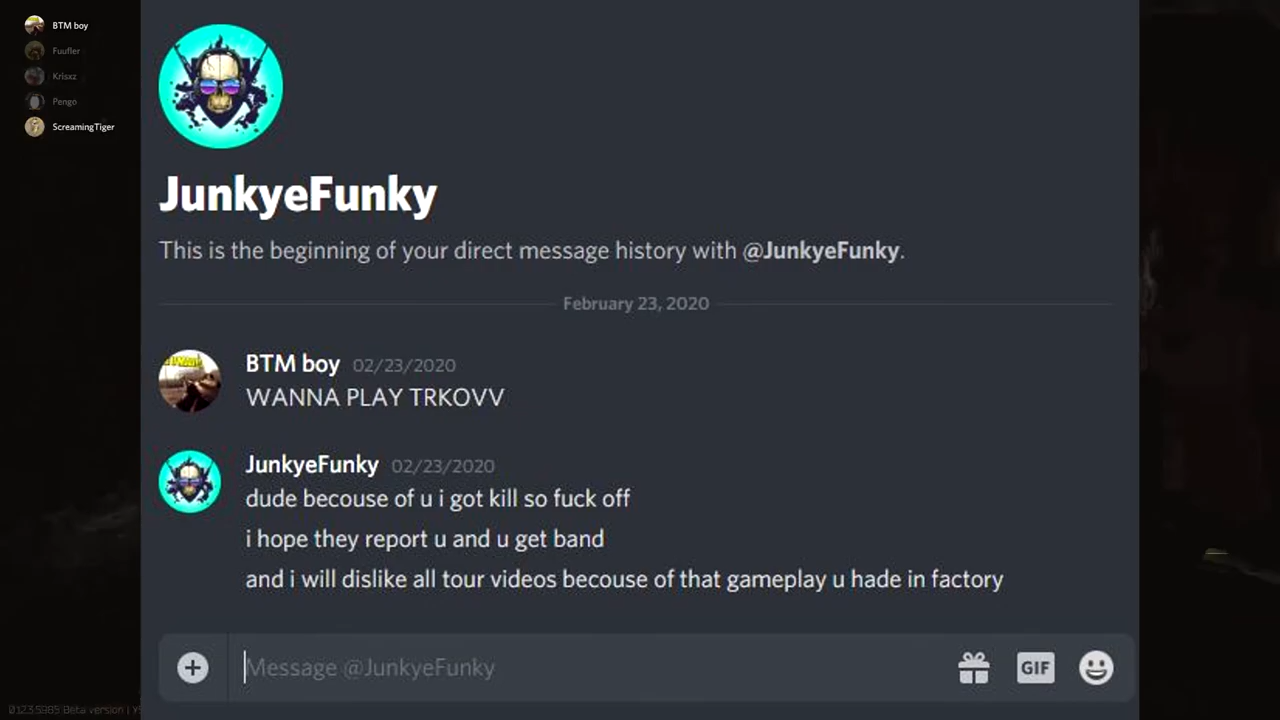 BTM boy
Fuufler
Krisxz
Pengo
ScreamingTiger
JunkyeFunky
This is the beginning of your direct message history with @JunkyeFunky.
February 23, 2020
BTM boy 02/23/2020
WANNA PLAY TRKOVV
JunkyeFunky 02/23/2020
dude becouse of u i got kill so fuck off
i hope they report u and u get band
and i will dislike all tour videos becouse of that gameplay u hade in factory
Message @JunkyeFunky
GIF
Beta version |